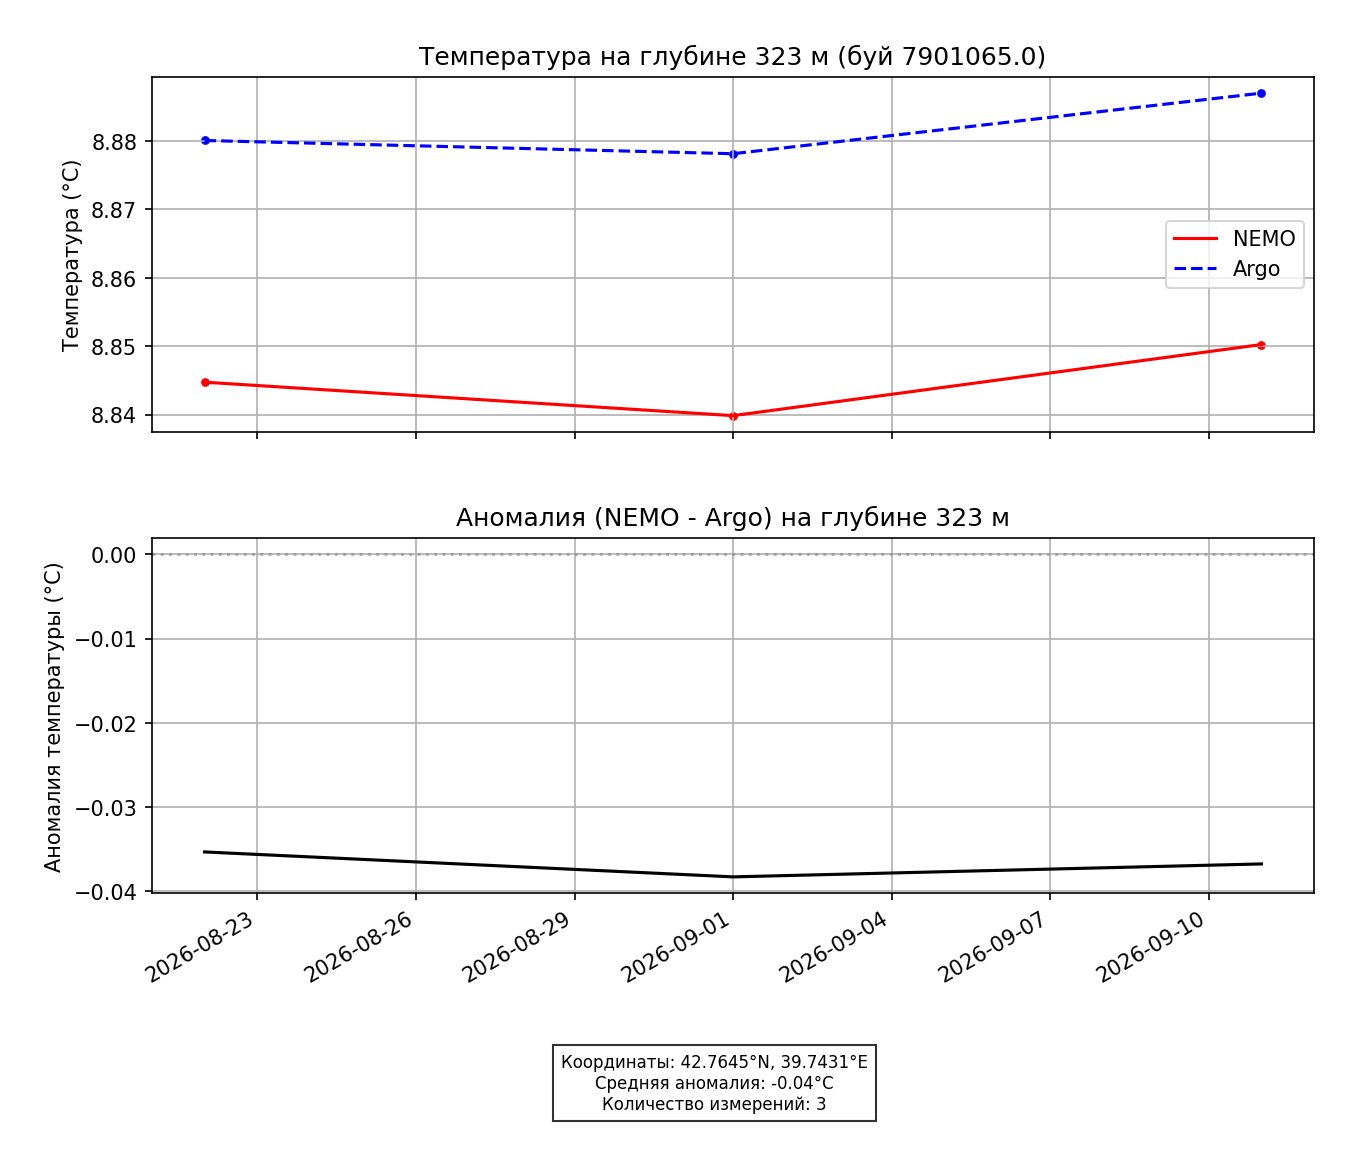 Температура на глубине 323 м (буй 7901065.0)
Температура (°C)
8.88
8.87
8.86
8.85
8.84
NEMO
Argo
Аномалия (NEMO - Argo) на глубине 323 м
Аномалия температуры (°C)
0.00
−0.01
−0.02
−0.03
−0.04
2026-08-23
2026-08-26
2026-08-29
2026-09-01
2026-09-04
2026-09-07
2026-09-10
Координаты: 42.7645°N, 39.7431°E
Средняя аномалия: -0.04°C
Количество измерений: 3